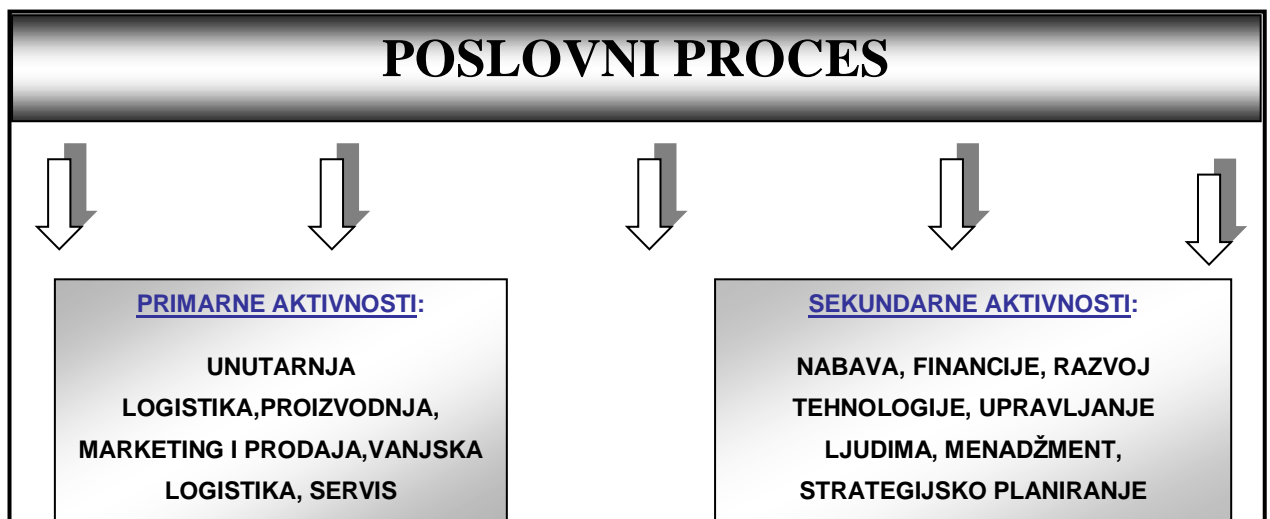 POSLOVNI PROCES
PRIMARNE AKTIVNOSTI:
UNUTARNJA
LOGISTIKA,PROIZVODNJA,
MARKETING I PRODAJA,VANJSKA
LOGISTIKA, SERVIS
SEKUNDARNE AKTIVNOSTI:
NABAVA, FINANCIJE, RAZVOJ
TEHNOLOGIJE, UPRAVLJANJE
LJUDIMA, MENADŽMENT,
STRATEGIJSKO PLANIRANJE